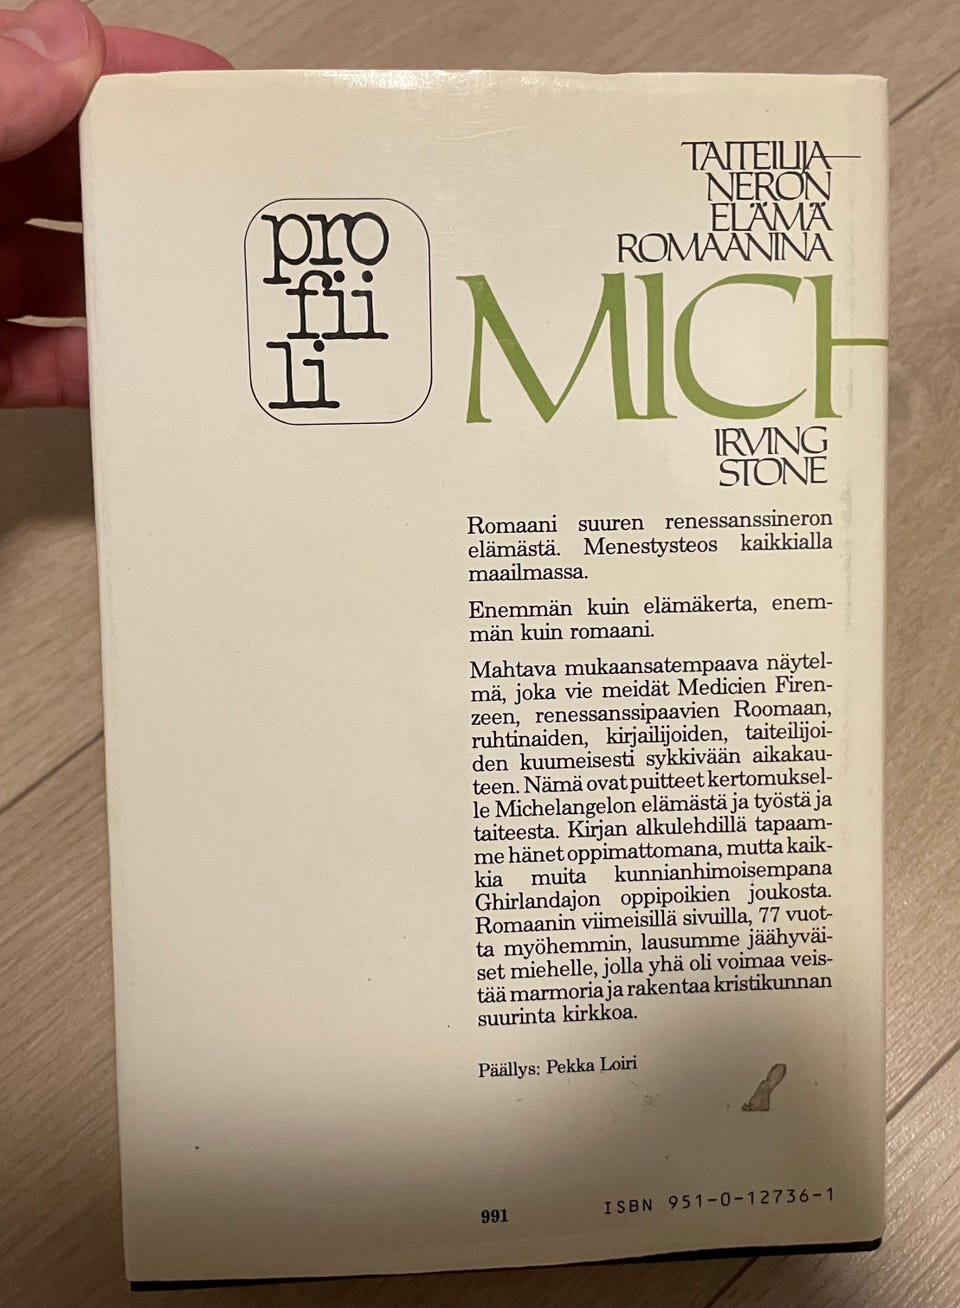 pro
fii
li
TAITEILIJA-
NERON
ELÄMÄ
ROMAANINA
MICH
IRVING
STONE
Romaani suuren renessanssineron
elämästä. Menestysteos kaikkialla
maailmassa.
Enemmän kuin elämäkerta, enem-
män kuin romaani.
Mahtava mukaansatempaava näytel-
mä, joka vie meidät Medicien Firen-
zeen, renessanssipaavien Roomaan,
ruhtinaiden, kirjailijoiden, taiteilijoi-
den kuumeisesti sykkivään aikakau-
teen. Nämä ovat puitteet kertomuksel-
le Michelangelon elämästä ja työstä ja
taiteesta. Kirjan alkulehdillä tapaam-
me hänet oppimattomana, mutta kaik-
kia muita kunnianhimoisempana
Ghirlandajon oppipoikien joukosta.
Romaanin viimeisillä sivuilla, 77 vuot-
ta myöhemmin, lausumme jäähyväi-
set miehelle, jolla yhä oli voimaa veis-
tää marmoria ja rakentaa kristikunnan
suurinta kirkkoa.
Päällys: Pekka Loiri
991
ISBN 951-0-12736-1